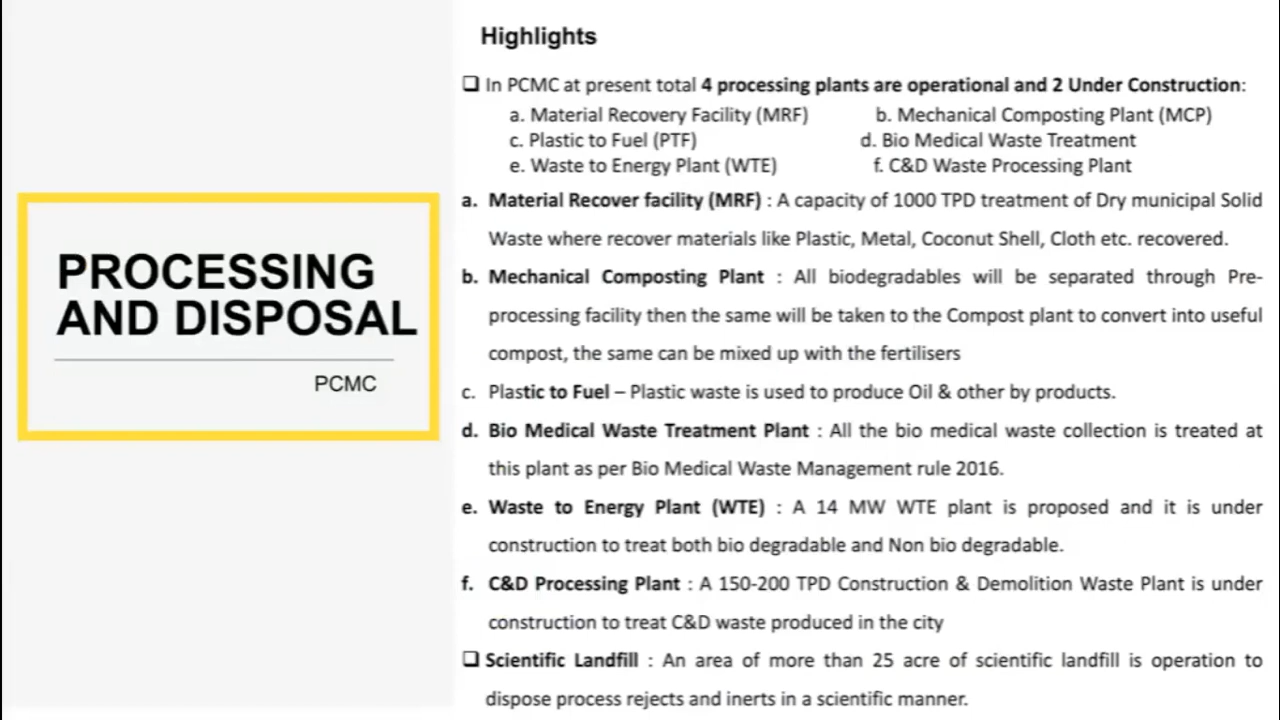 PROCESSING
AND DISPOSAL
PCMC
Highlights
❑ In PCMC at present total 4 processing plants are operational and 2 Under Construction:
a. Material Recovery Facility (MRF) b. Mechanical Composting Plant (MCP)
c. Plastic to Fuel (PTF) d. Bio Medical Waste Treatment
e. Waste to Energy Plant (WTE) f. C&D Waste Processing Plant
a. Material Recover facility (MRF) : A capacity of 1000 TPD treatment of Dry municipal Solid
Waste where recover materials like Plastic, Metal, Coconut Shell, Cloth etc. recovered.
b. Mechanical Composting Plant : All biodegradables will be separated through Pre-
processing facility then the same will be taken to the Compost plant to convert into useful
compost, the same can be mixed up with the fertilisers
c. Plastic to Fuel – Plastic waste is used to produce Oil & other by products.
d. Bio Medical Waste Treatment Plant : All the bio medical waste collection is treated at
this plant as per Bio Medical Waste Management rule 2016.
e. Waste to Energy Plant (WTE) : A 14 MW WTE plant is proposed and it is under
construction to treat both bio degradable and Non bio degradable.
f. C&D Processing Plant : A 150-200 TPD Construction & Demolition Waste Plant is under
construction to treat C&D waste produced in the city
❑ Scientific Landfill : An area of more than 25 acre of scientific landfill is operation to
dispose process rejects and inerts in a scientific manner.